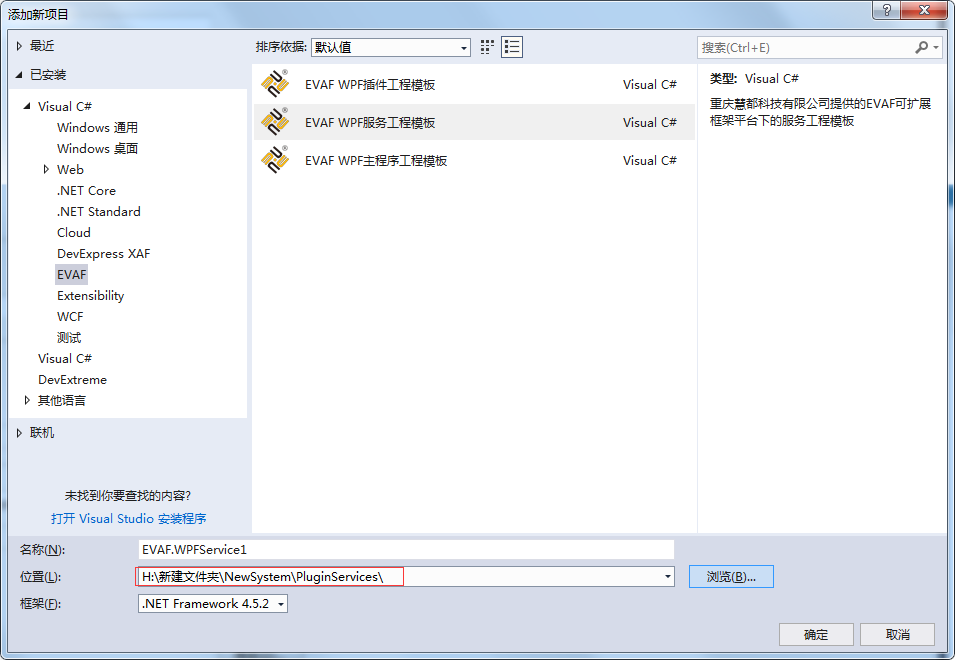 添加新项目
最近
已安装
Visual C#
Windows 通用
Windows 桌面
Web
.NET Core
.NET Standard
Cloud
DevExpress XAF
EVAF
Extensibility
WCF
测试
Visual C#
DevExtreme
其他语言
联机
未找到你要查找的内容?
打开 Visual Studio 安装程序
排序依据: 默认值
EVAF WPF插件工程模板 Visual C#
EVAF WPF服务工程模板 Visual C#
EVAF WPF主程序工程模板 Visual C#
搜索(Ctrl+E)
类型: Visual C#
重庆慧都科技有限公司提供的EVAF可扩展
框架平台下的服务工程模板
名称(N): EVAF.WPFService1
位置(L): H:\新建文件夹\NewSystem\PluginServices\ 浏览(B)...
框架(F): .NET Framework 4.5.2
确定 取消